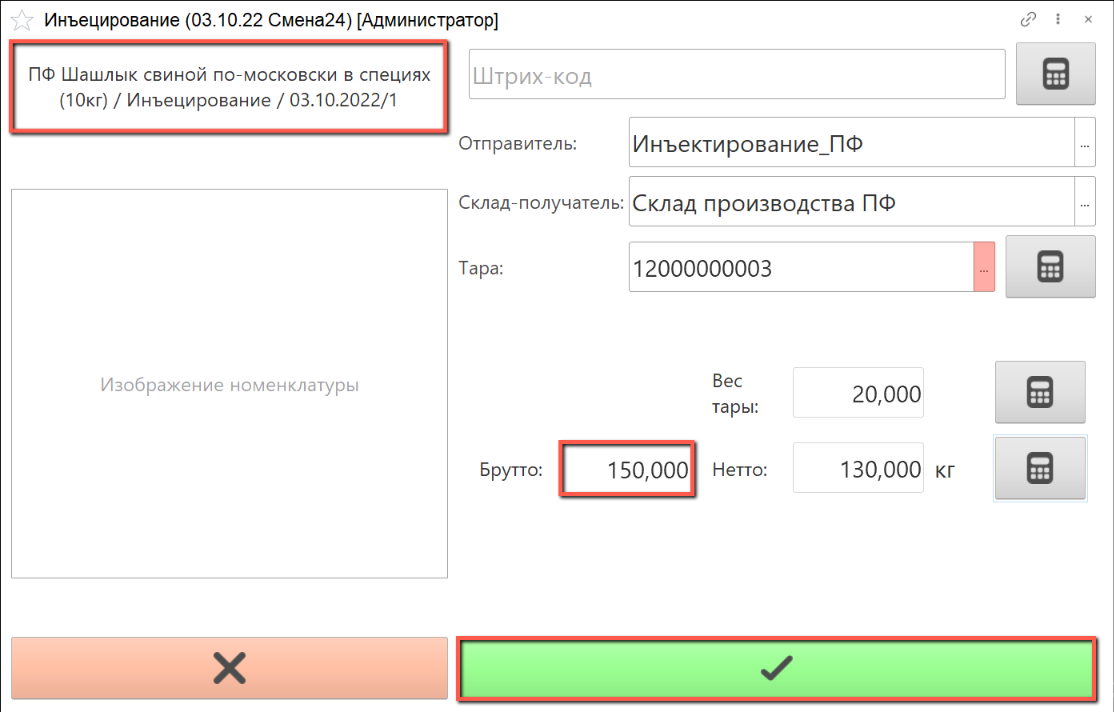 Инъецирование (03.10.22 Смена24) [Администратор]
ПФ Шашлык свиной по-московски в специях
(10кг) / Инъецирование / 03.10.2022/1
Штрих-код
Отправитель:
Инъектирование_ПФ
...
Склад-получатель:
Склад производства ПФ
...
Тара:
12000000003
...
Изображение номенклатуры
Вес
тары:
20,000
Брутто:
150,000
Нетто:
130,000
кг